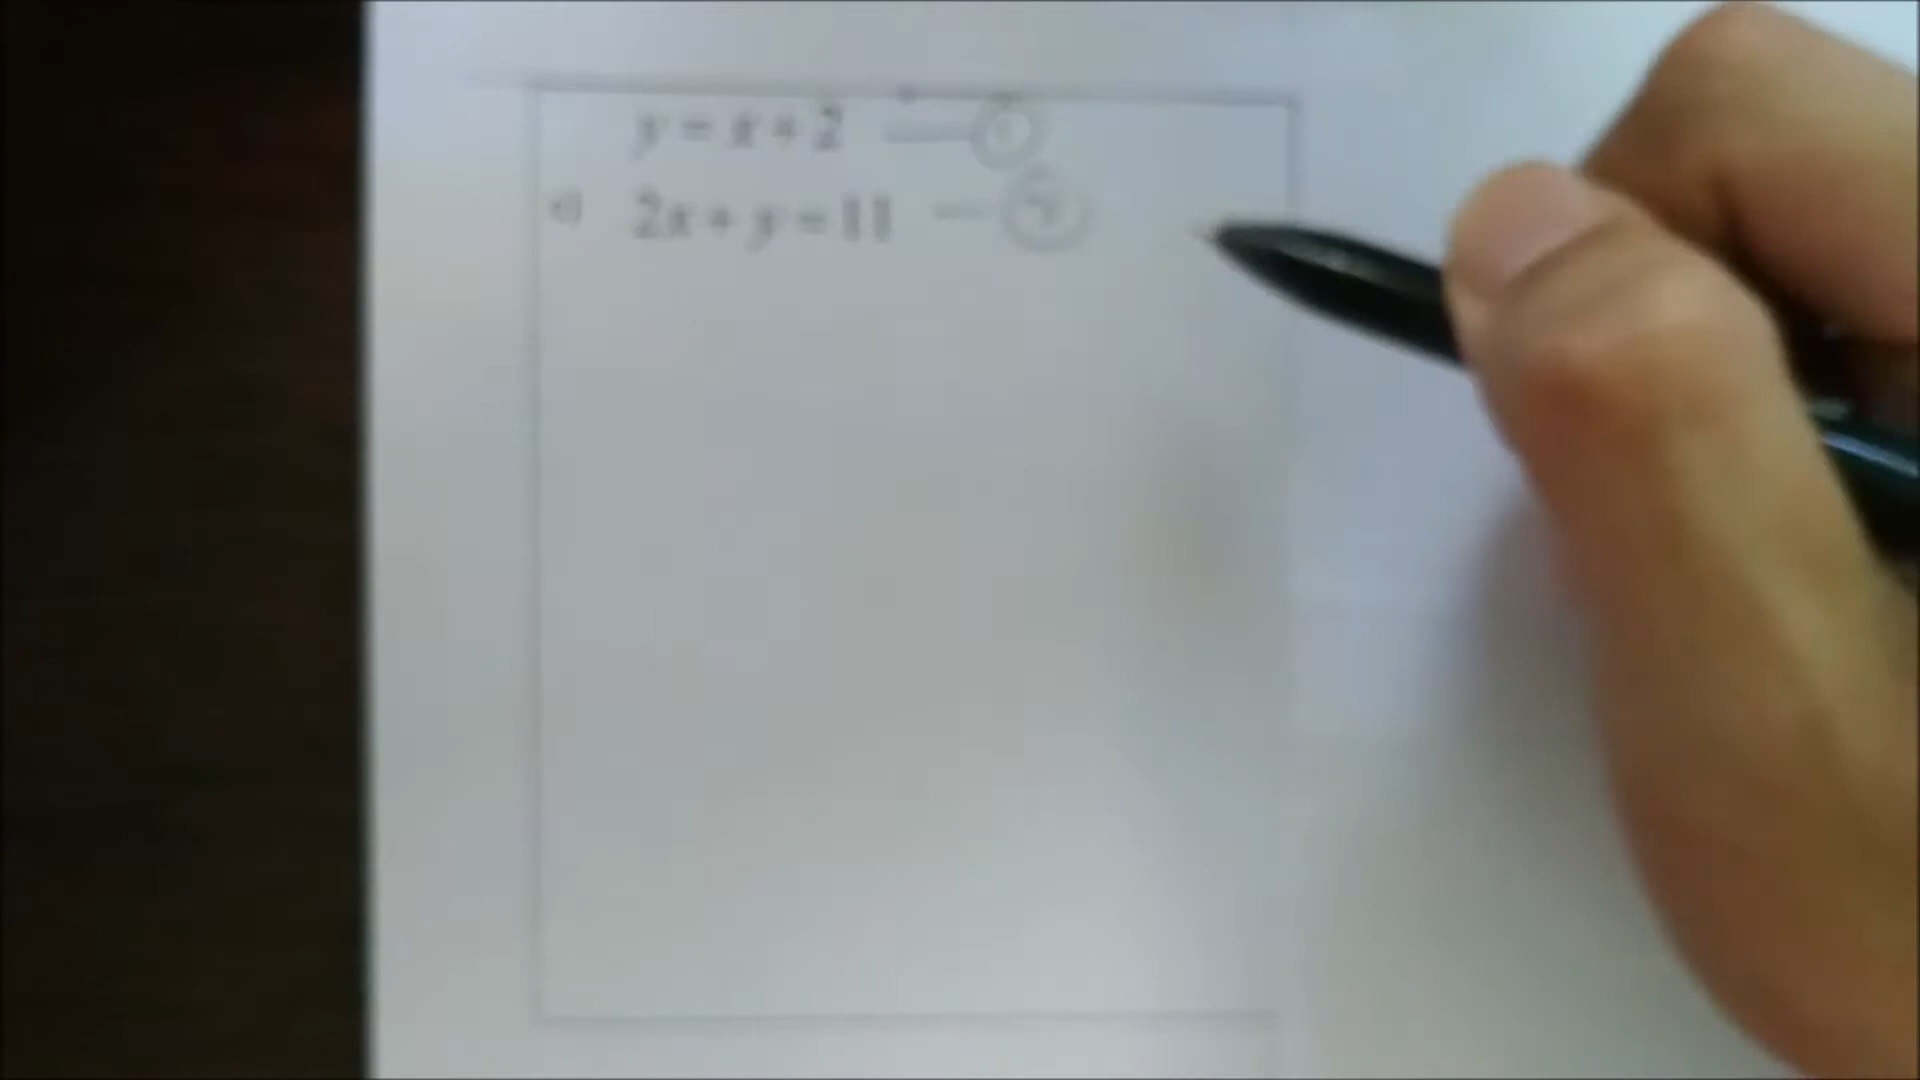 y = x + 2 — ①
a) 2x + y = 11 — ②